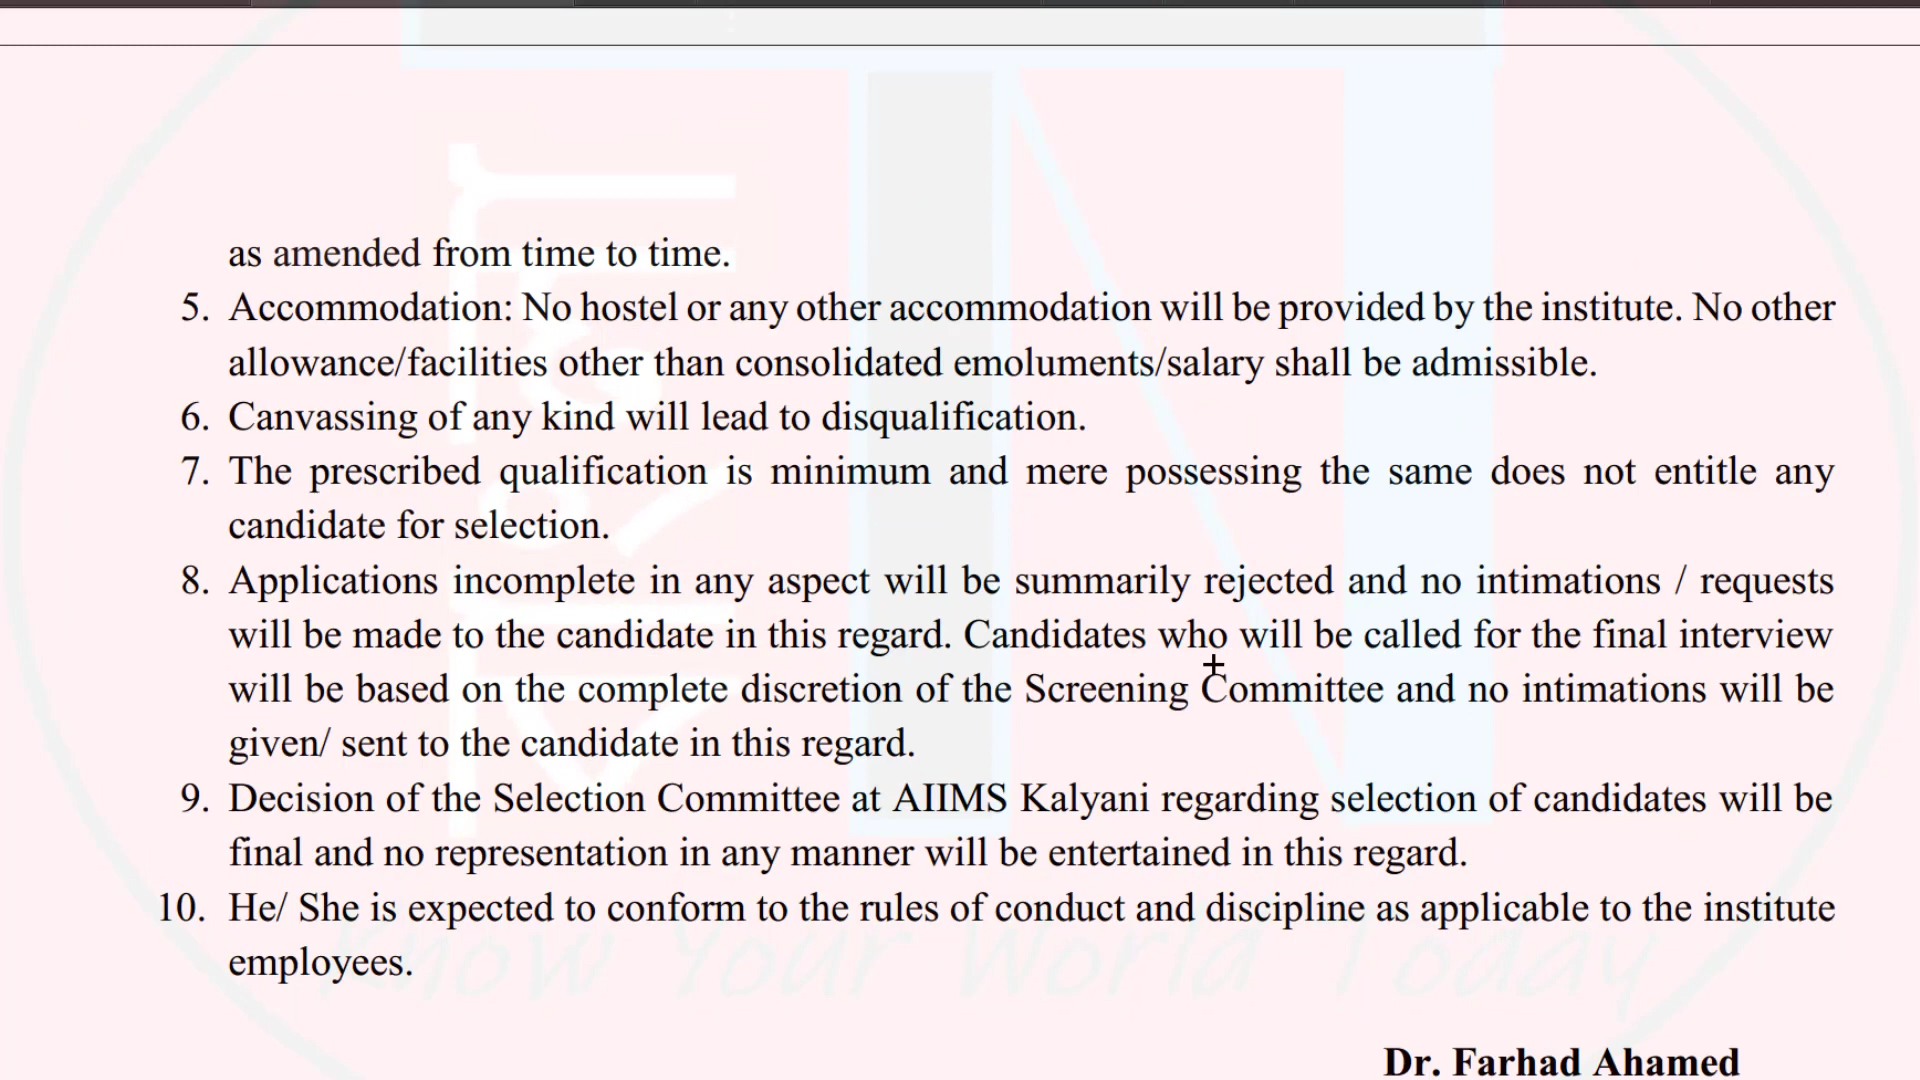 as amended from time to time.
5. Accommodation: No hostel or any other accommodation will be provided by the institute. No other
allowance/facilities other than consolidated emoluments/salary shall be admissible.
6. Canvassing of any kind will lead to disqualification.
7. The prescribed qualification is minimum and mere possessing the same does not entitle any
candidate for selection.
8. Applications incomplete in any aspect will be summarily rejected and no intimations / requests
will be made to the candidate in this regard. Candidates who will be called for the final interview
will be based on the complete discretion of the Screening Committee and no intimations will be
given/ sent to the candidate in this regard.
9. Decision of the Selection Committee at AIIMS Kalyani regarding selection of candidates will be
final and no representation in any manner will be entertained in this regard.
10. He/ She is expected to conform to the rules of conduct and discipline as applicable to the institute
employees.
Know Your World Today
Dr. Farhad Ahamed